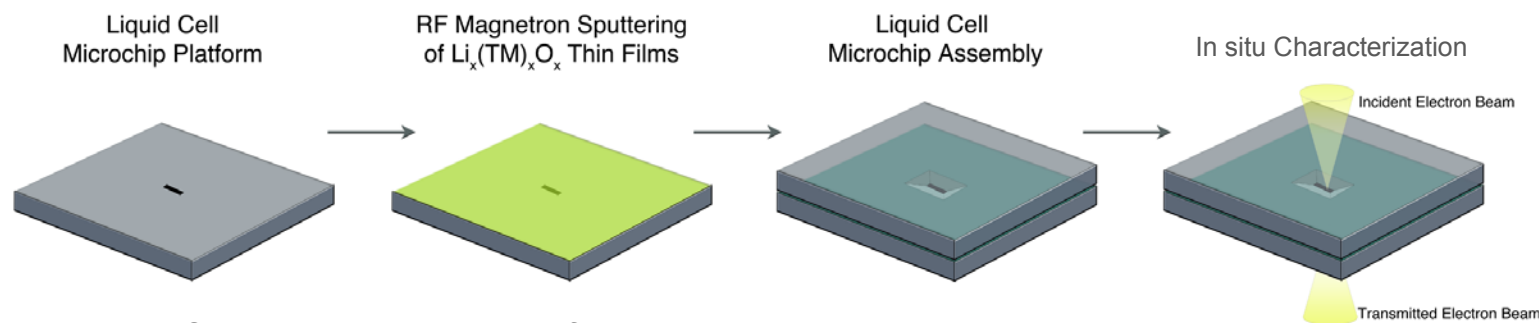 Liquid Cell
Microchip Platform
RF Magnetron Sputtering
of Liₓ(TM)ₓOₓ Thin Films
Liquid Cell
Microchip Assembly
In situ Characterization
Incident Electron Beam
Transmitted Electron Beam